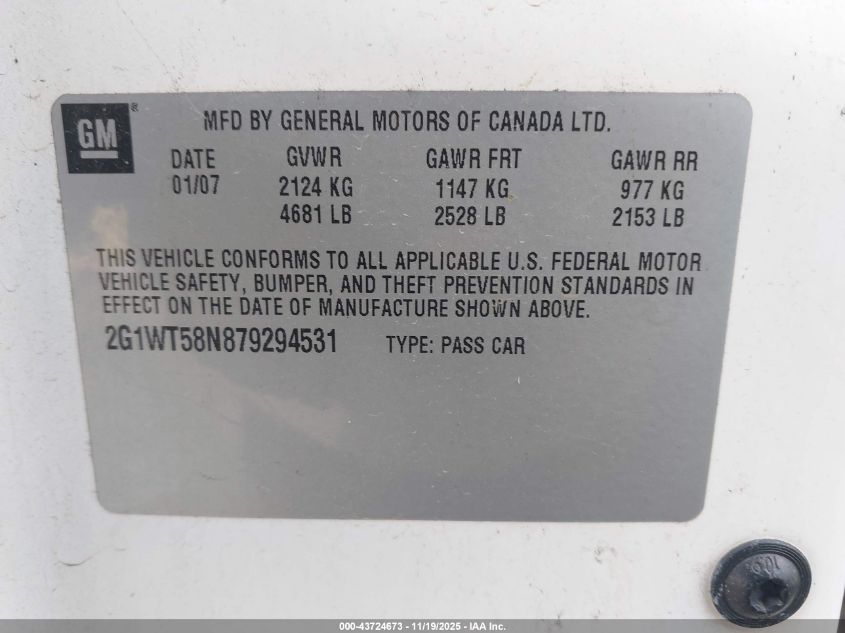 GM®
MFD BY GENERAL MOTORS OF CANADA LTD.
DATE GVWR GAWR FRT GAWR RR
01/07 2124 KG 1147 KG 977 KG
4681 LB 2528 LB 2153 LB
THIS VEHICLE CONFORMS TO ALL APPLICABLE U.S. FEDERAL MOTOR
VEHICLE SAFETY, BUMPER, AND THEFT PREVENTION STANDARDS IN
EFFECT ON THE DATE OF MANUFACTURE SHOWN ABOVE.
2G1WT58N879294531 TYPE: PASS CAR
000-43724673 - 11/19/2025 - IAA Inc.